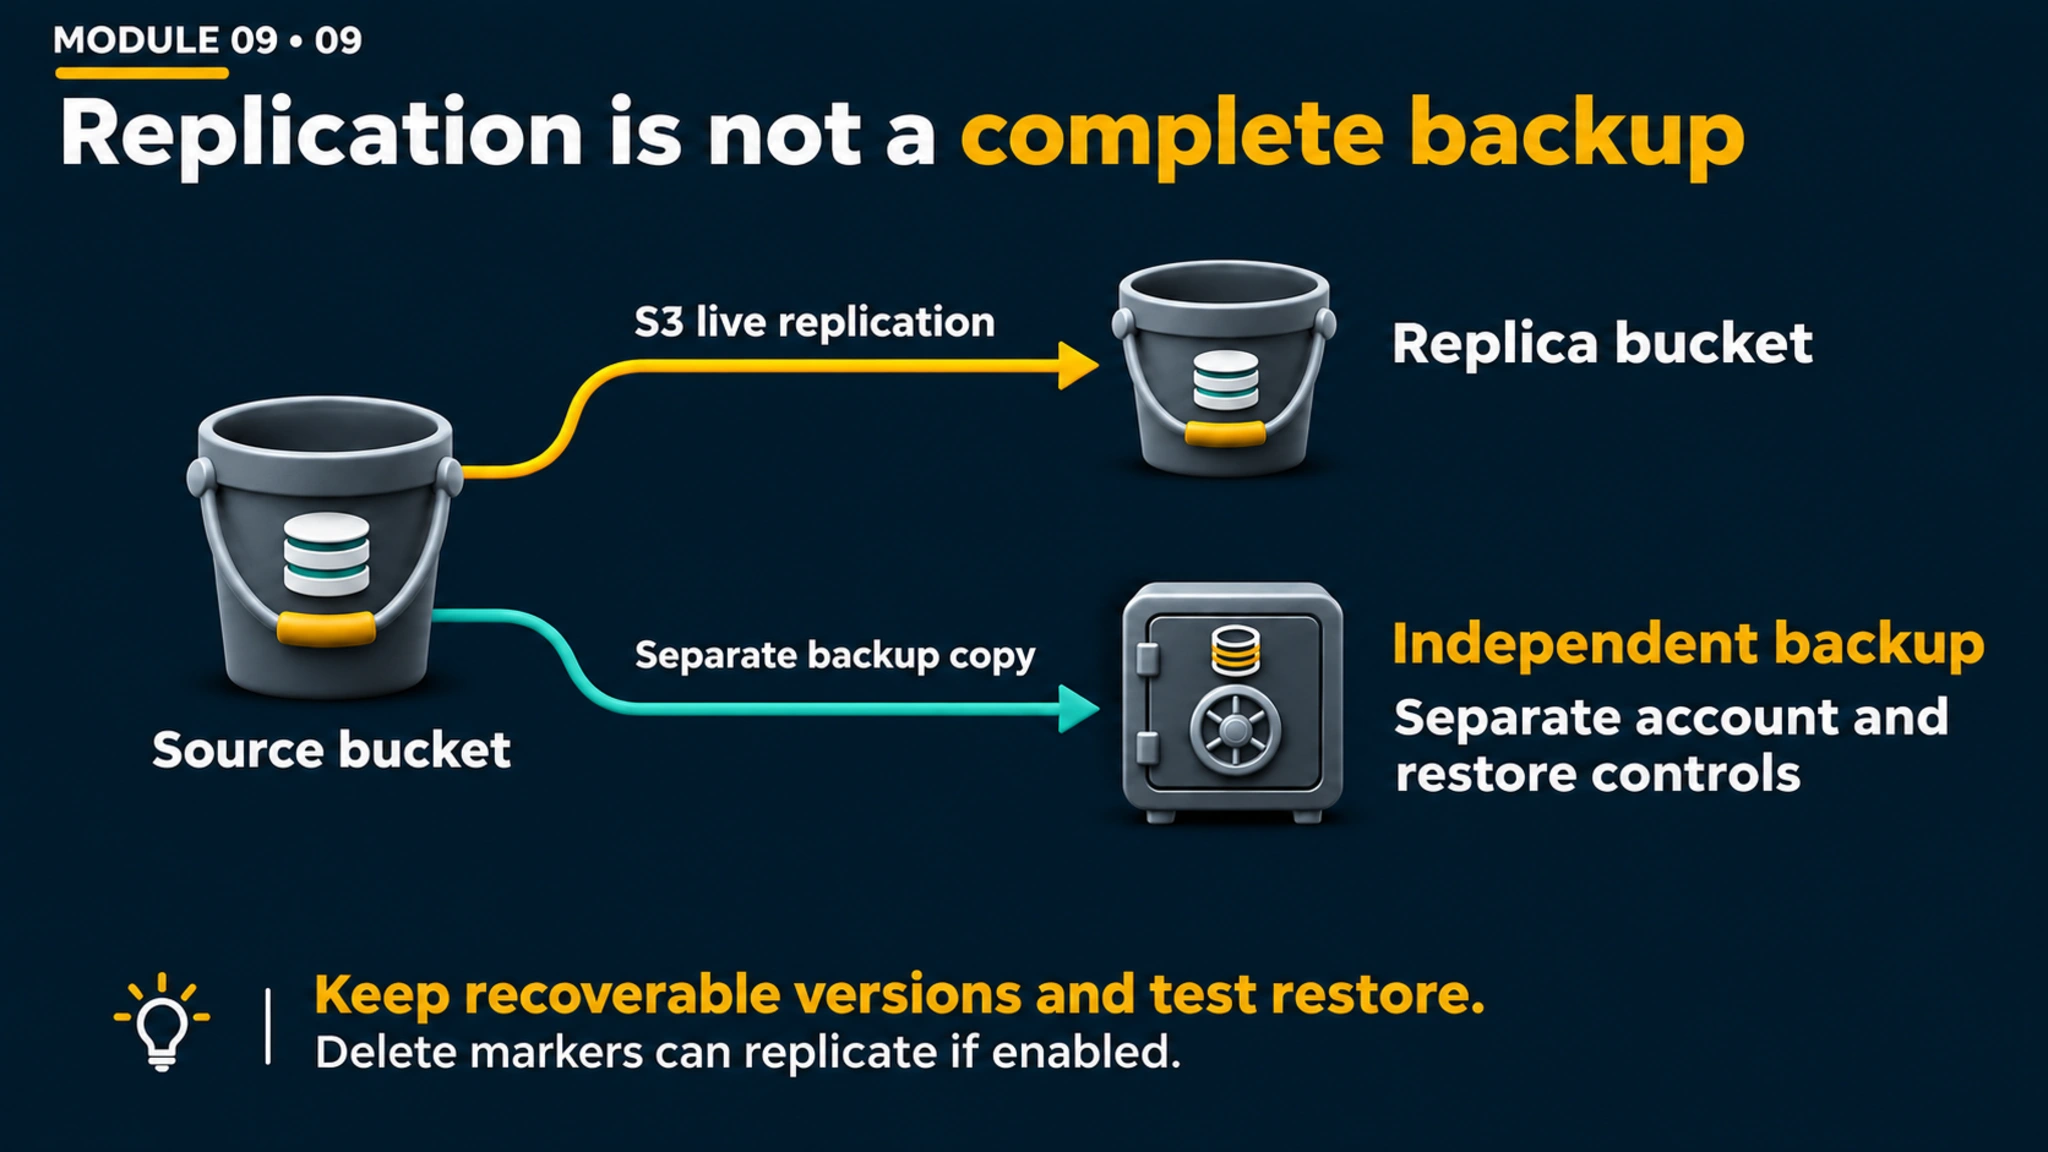 MODULE 09 • 09
Replication is not a complete backup
S3 live replication
Replica bucket
Source bucket
Separate backup copy
Independent backup
Separate account and
restore controls
Keep recoverable versions and test restore.
Delete markers can replicate if enabled.